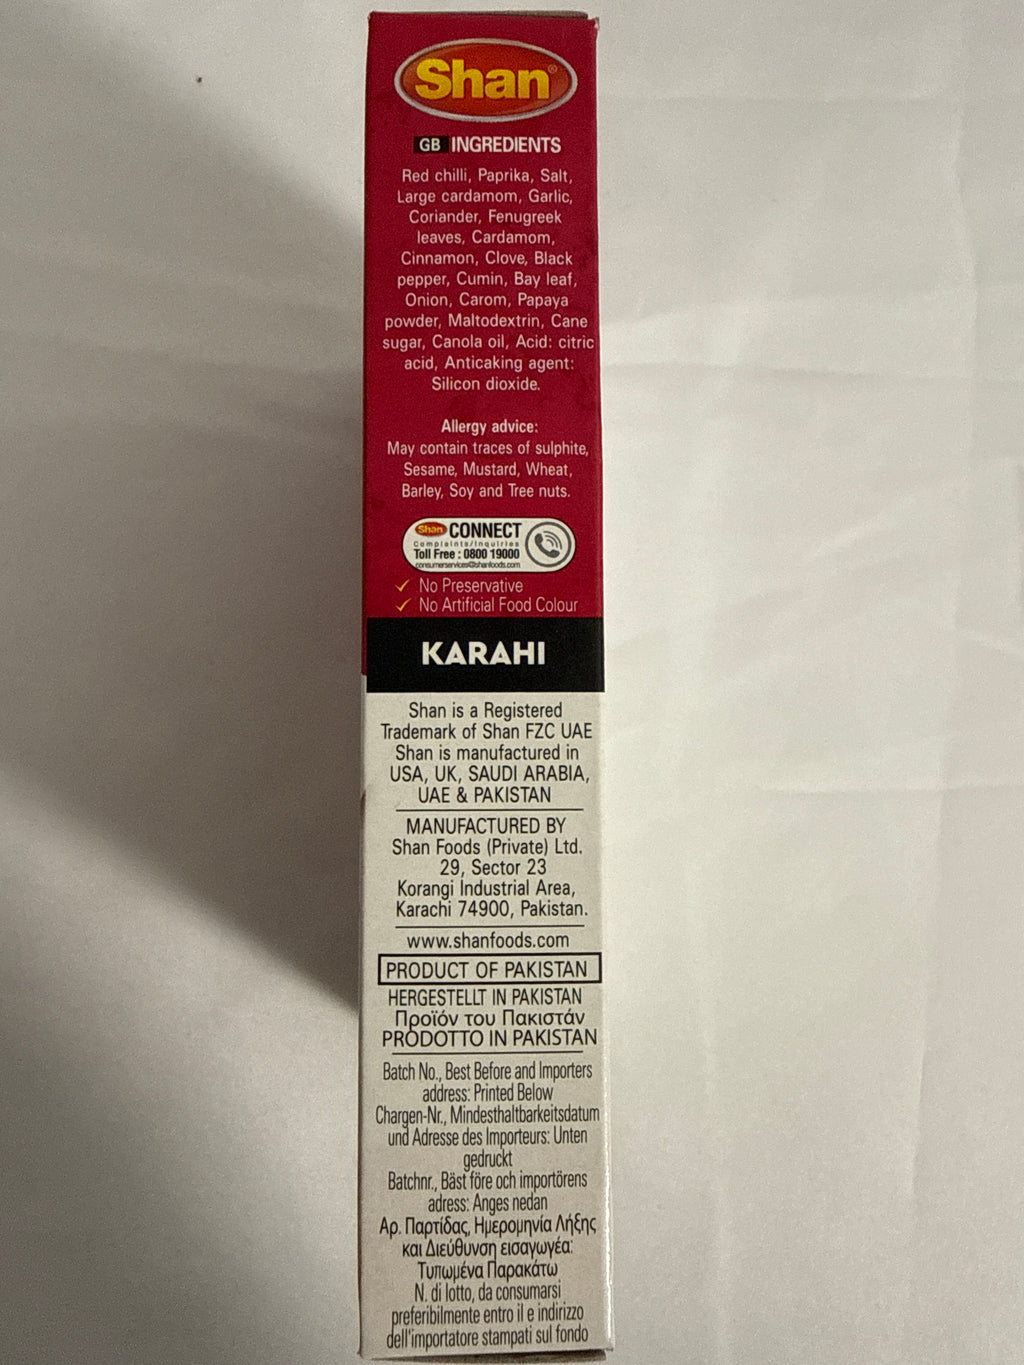 Shan®
GB INGREDIENTS
Red chilli, Paprika, Salt,
Large cardamom, Garlic,
Coriander, Fenugreek
leaves, Cardamom,
Cinnamon, Clove, Black
pepper, Cumin, Bay leaf,
Onion, Carom, Papaya
powder, Maltodextrin, Cane
sugar, Canola oil, Acid: citric
acid, Anticaking agent:
Silicon dioxide.
Allergy advice:
May contain traces of sulphite,
Sesame, Mustard, Wheat,
Barley, Soy and Tree nuts.
Shan CONNECT
Complaints/Inquiries
Toll Free : 0800 19000
consumerservices@shanfoods.com
✓ No Preservative
✓ No Artificial Food Colour
KARAHI
Shan is a Registered
Trademark of Shan FZC UAE
Shan is manufactured in
USA, UK, SAUDI ARABIA,
UAE & PAKISTAN
MANUFACTURED BY
Shan Foods (Private) Ltd.
29, Sector 23
Korangi Industrial Area,
Karachi 74900, Pakistan.
www.shanfoods.com
PRODUCT OF PAKISTAN
HERGESTELLT IN PAKISTAN
Προϊόν του Πακιστάν
PRODOTTO IN PAKISTAN
Batch No., Best Before and Importers
address: Printed Below
Chargen-Nr., Mindesthaltbarkeitsdatum
und Adresse des Importeurs: Unten
gedruckt
Batchnr., Bäst före och importörens
adress: Anges nedan
Αρ. Παρτίδας, Ημερομηνία Λήξης
και Διεύθυνση εισαγωγέα:
Τυπωμένα Παρακάτω
N. di lotto, da consumarsi
preferibilmente entro il e indirizzo
dell'importatore stampati sul fondo